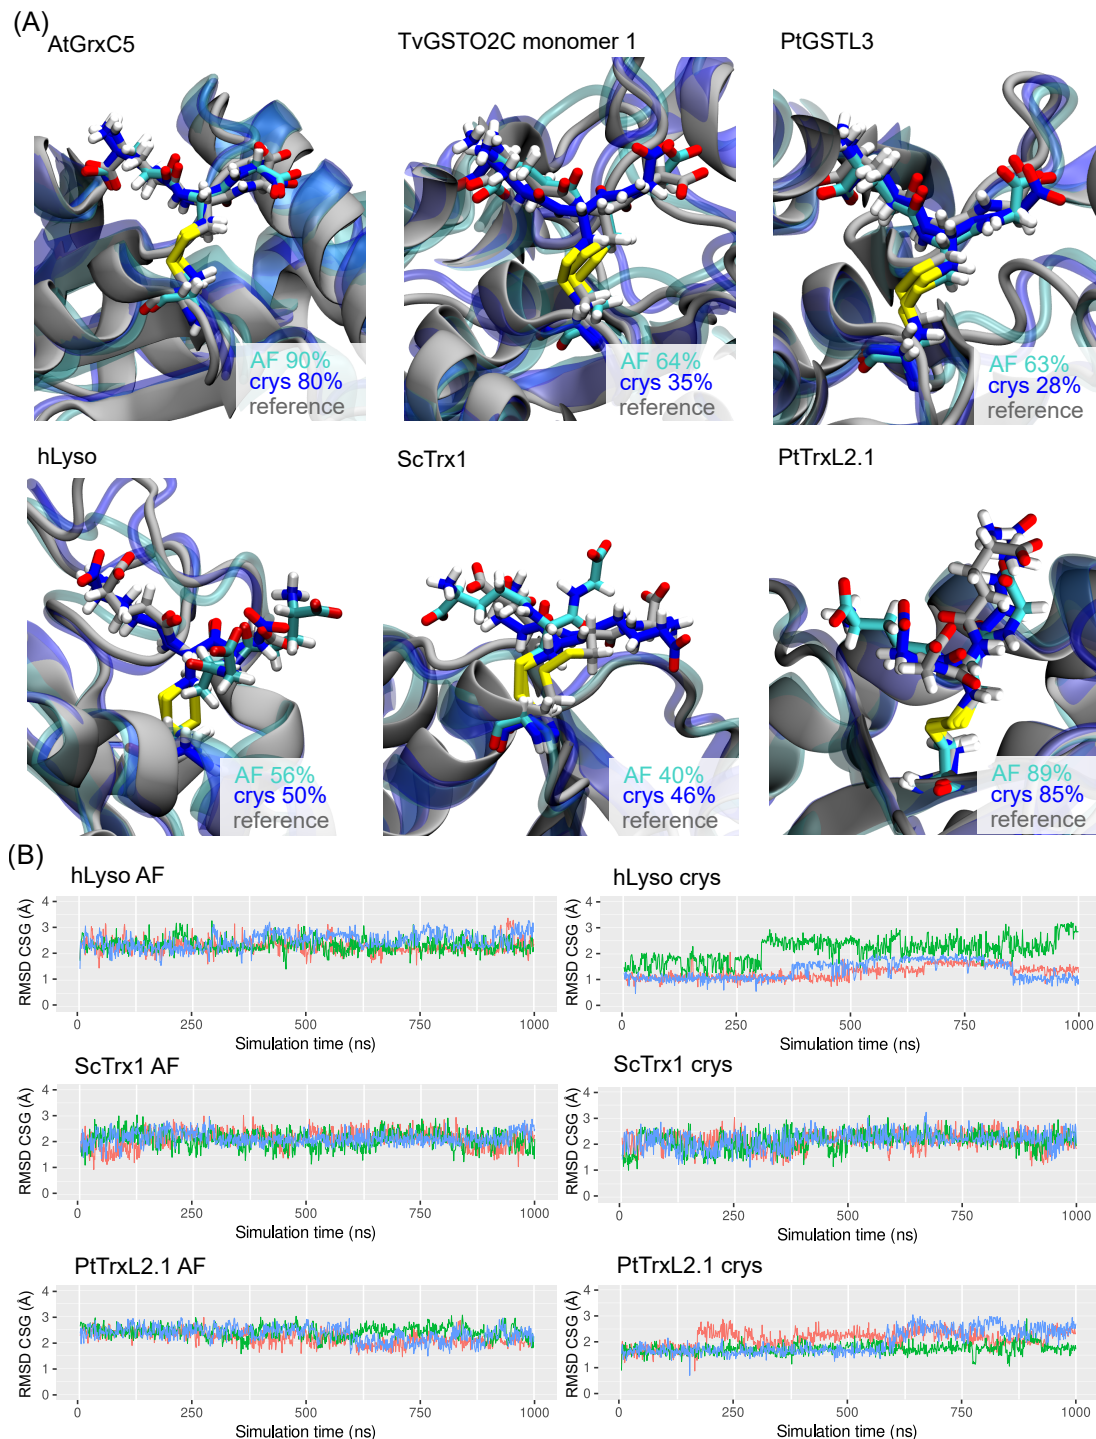 (A)
AtGrxC5
TvGSTO2C monomer 1
PtGSTL3
AF 90%
crys 80%
reference
AF 64%
crys 35%
reference
AF 63%
crys 28%
reference
hLyso
ScTrx1
PtTrxL2.1
AF 56%
crys 50%
reference
AF 40%
crys 46%
reference
AF 89%
crys 85%
reference
(B)
hLyso AF
RMSD CSG (Å)
4
3
2
1
0
0 250 500 750 1000
Simulation time (ns)
hLyso crys
RMSD CSG (Å)
4
3
2
1
0
0 250 500 750 1000
Simulation time (ns)
ScTrx1 AF
RMSD CSG (Å)
4
3
2
1
0
0 250 500 750 1000
Simulation time (ns)
ScTrx1 crys
RMSD CSG (Å)
4
3
2
1
0
0 250 500 750 1000
Simulation time (ns)
PtTrxL2.1 AF
RMSD CSG (Å)
4
3
2
1
0
0 250 500 750 1000
Simulation time (ns)
PtTrxL2.1 crys
RMSD CSG (Å)
4
3
2
1
0
0 250 500 750 1000
Simulation time (ns)